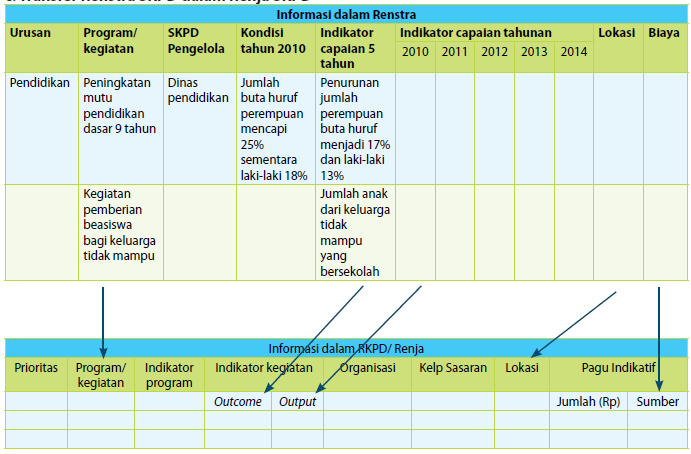 Informasi dalam Renstra
Urusan Program/ kegiatan SKPD Pengelola Kondisi tahun 2010 Indikator capaian 5 tahun Indikator capaian tahunan Lokasi Biaya
2010 2011 2012 2013 2014
Pendidikan
Peningkatan
mutu
pendidikan
dasar 9 tahun
Dinas
pendidikan
Jumlah
buta huruf
perempuan
mencapi
25%
sementara
laki-laki 18%
Penurunan
jumlah
perempuan
buta huruf
menjadi 17%
dan laki-laki
13%
Kegiatan
pemberian
beasiswa
bagi keluarga
tidak mampu
Jumlah anak
dari keluarga
tidak
mampu
yang
bersekolah
Informasi dalam RKPD/ Renja
Prioritas Program/ kegiatan Indikator program Indikator kegiatan Organisasi Kelp Sasaran Lokasi Pagu Indikatif
Outcome Output Jumlah (Rp) Sumber